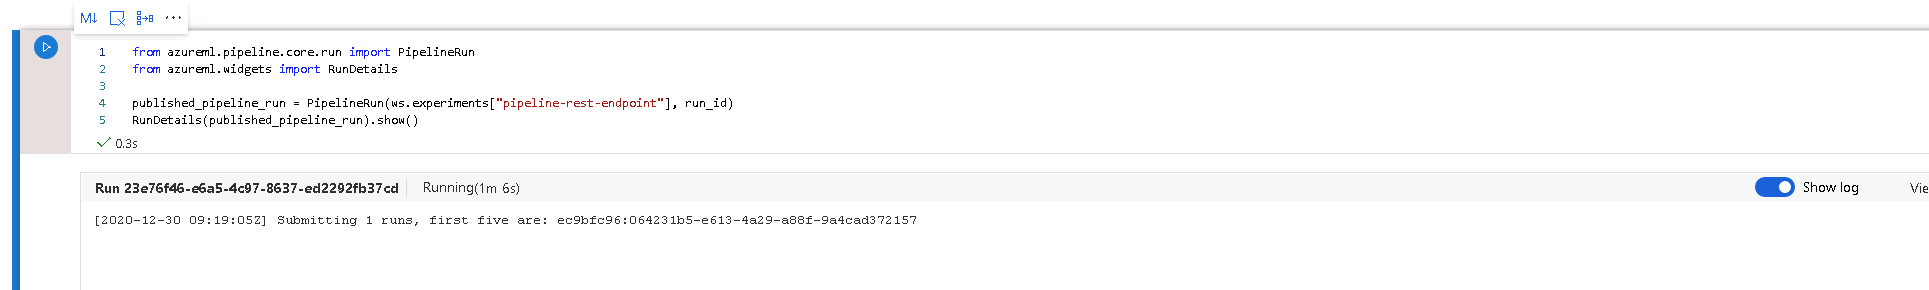 M↓ ···
1 from azureml.pipeline.core.run import PipelineRun
2 from azureml.widgets import RunDetails
3
4 published_pipeline_run = PipelineRun(ws.experiments["pipeline-rest-endpoint"], run_id)
5 RunDetails(published_pipeline_run).show()
0.3s
Run 23e76f46-e6a5-4c97-8637-ed2292fb37cd Running(1m 6s) Show log Vie
[2020-12-30 09:19:05Z] Submitting 1 runs, first five are: ec9bfc96:064231b5-e613-4a29-a88f-9a4cad372157